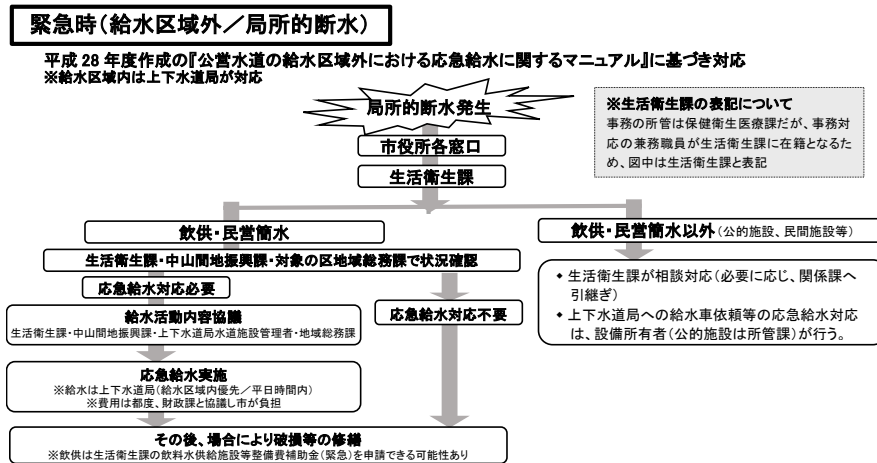 緊急時（給水区域外／局所的断水）
平成 28 年度作成の『公営水道の給水区域外における応急給水に関するマニュアル』に基づき対応
※給水区域内は上下水道局が対応
局所的断水発生
市役所各窓口
生活衛生課
※生活衛生課の表記について
事務の所管は保健衛生医療課だが、事務対
応の兼務職員が生活衛生課に在籍となるた
め、図中は生活衛生課と表記
飲供・民営簡水
生活衛生課・中山間地振興課・対象の区地域総務課で状況確認
応急給水対応必要
給水活動内容協議
生活衛生課・中山間地振興課・上下水道局水道施設管理者・地域総務課
応急給水対応不要
応急給水実施
※給水は上下水道局（給水区域内優先／平日時間内）
※費用は都度、財政課と協議し市が負担
その後、場合により破損等の修繕
※飲供は生活衛生課の飲料水供給施設等整備費補助金（緊急）を申請できる可能性あり
飲供・民営簡水以外（公的施設、民間施設等）
◆ 生活衛生課が相談対応（必要に応じ、関係課へ
引継ぎ）
◆ 上下水道局への給水車依頼等の応急給水対応
は、設備所有者（公的施設は所管課）が行う。